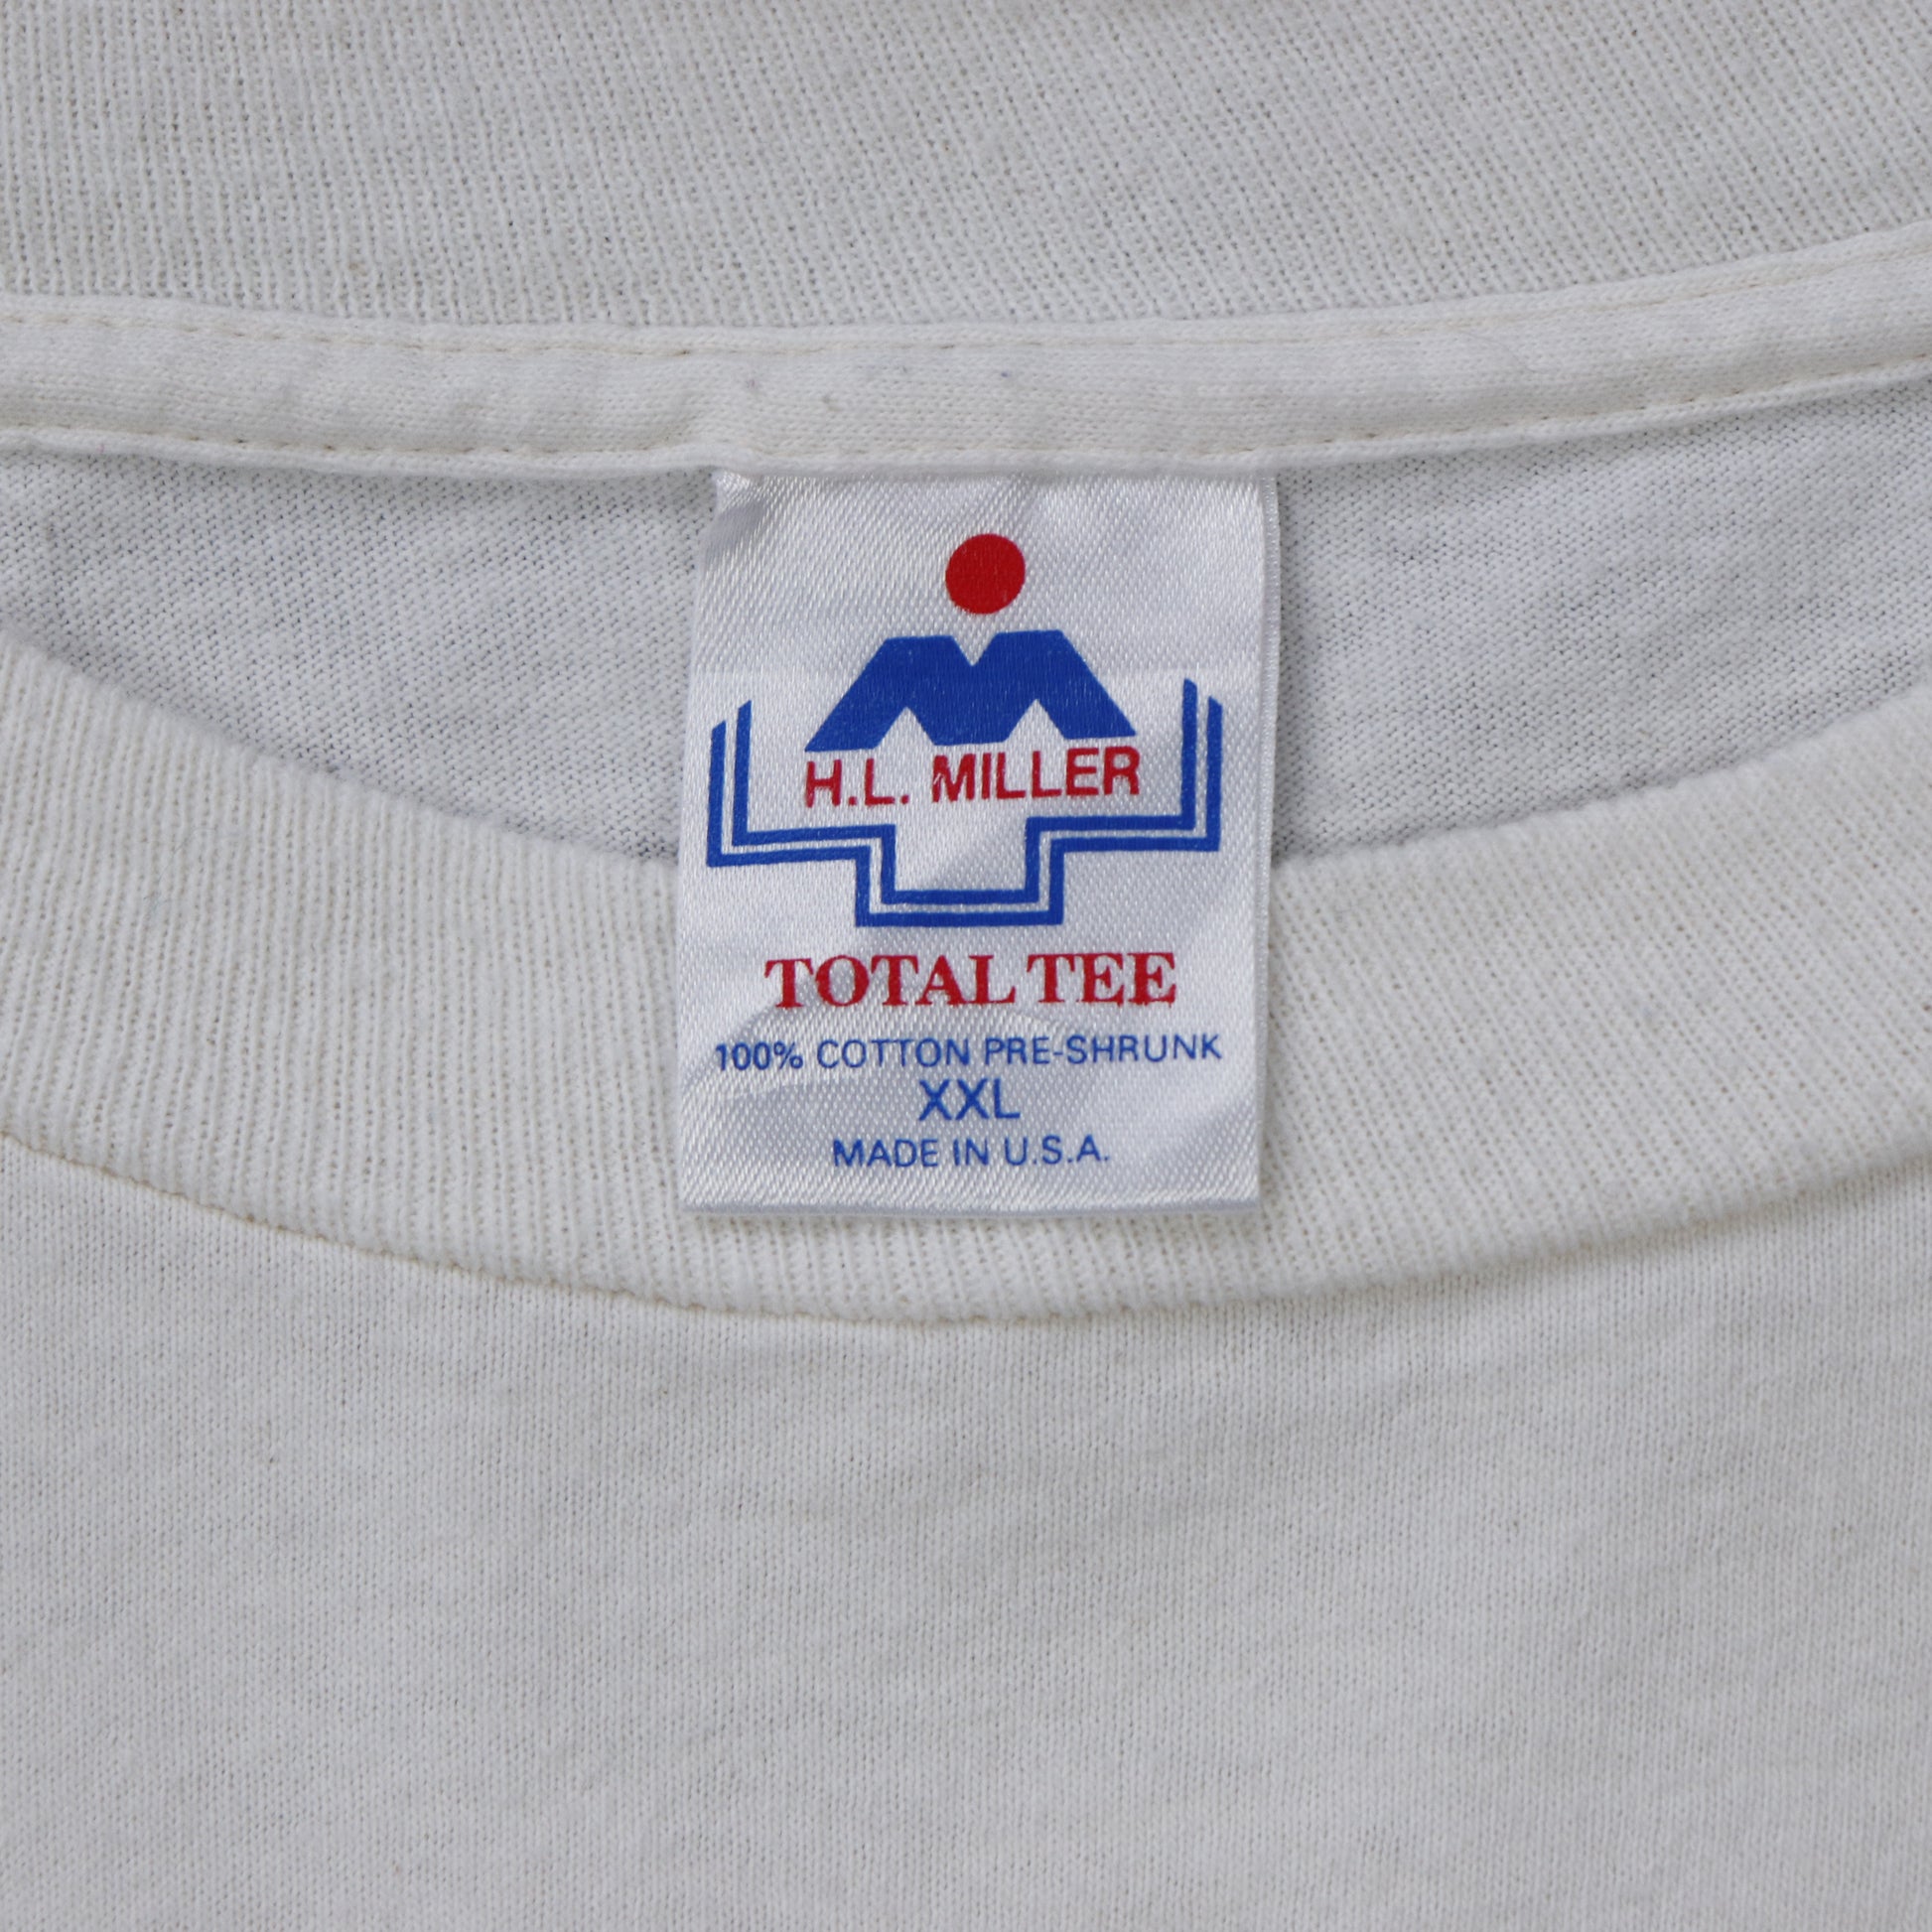 H.L. MILLER
TOTAL TEE
100% COTTON PRE-SHRUNK
XXL
MADE IN U.S.A.